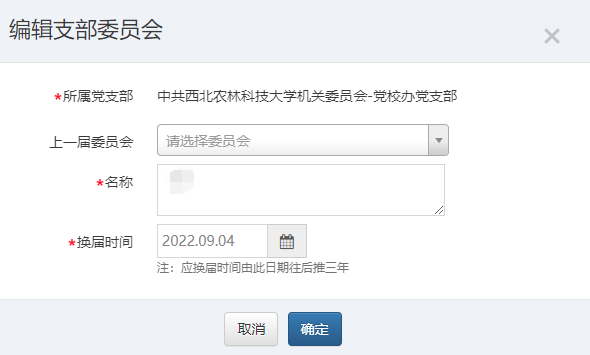 编辑支部委员会
×
*所属党支部 中共西北农林科技大学机关委员会-党校办党支部
上一届委员会 请选择委员会
*名称
*换届时间 2022.09.04
注：应换届时间由此日期往后推三年
取消 确定